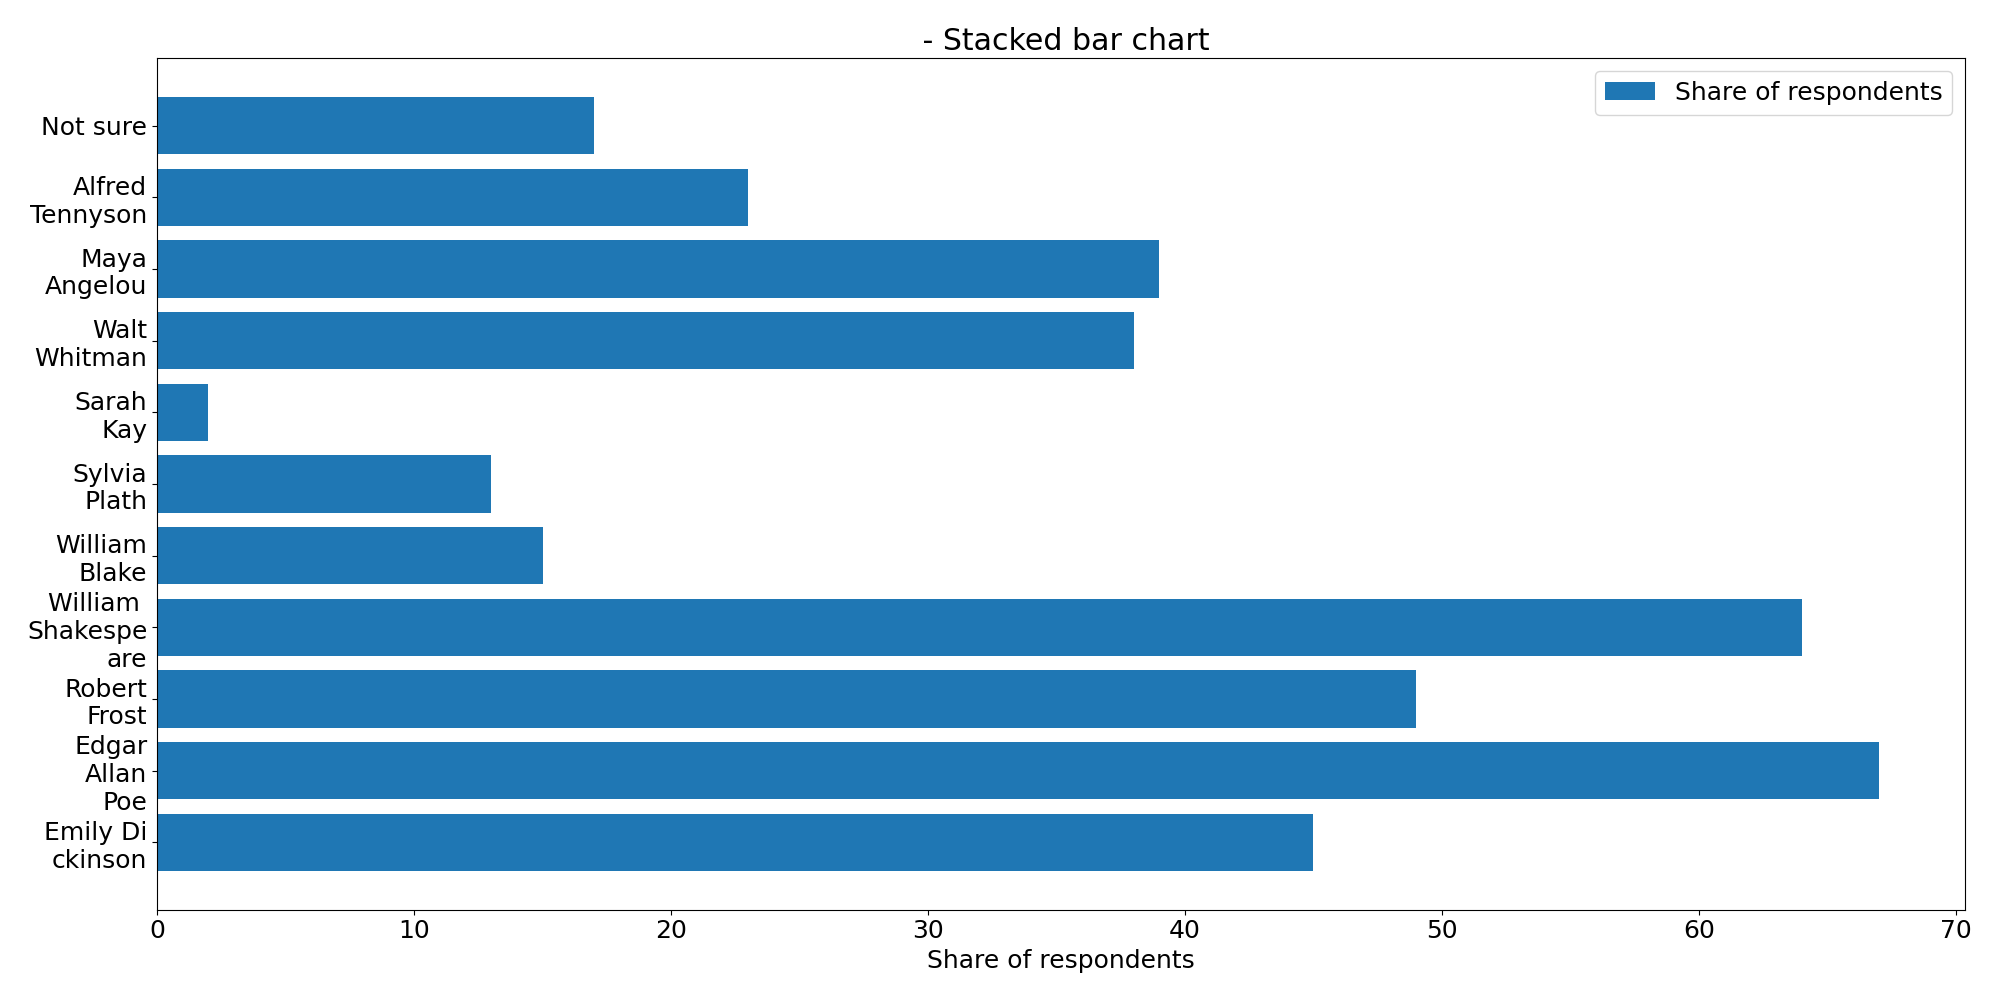 - Stacked bar chart
Share of respondents
Not sure
Alfred
Tennyson
Maya
Angelou
Walt
Whitman
Sarah
Kay
Sylvia
Plath
William
Blake
William
Shakespe
are
Robert
Frost
Edgar
Allan
Poe
Emily Di
ckinson
0 10 20 30 40 50 60 70
Share of respondents